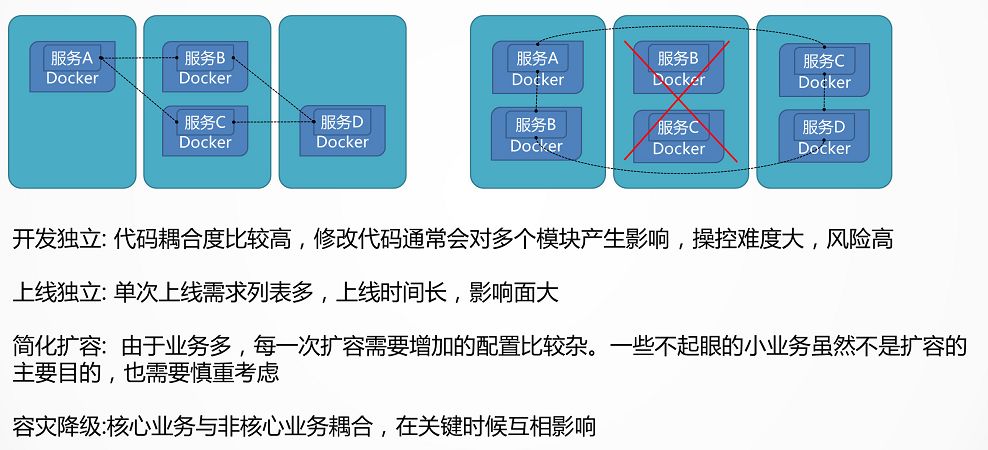 服务A
Docker
服务B
Docker
服务C
Docker
服务D
Docker
服务A
Docker
服务B
Docker
服务B
Docker
服务C
Docker
服务C
Docker
服务D
Docker
开发独立: 代码耦合度比较高，修改代码通常会对多个模块产生影响，操控难度大，风险高
上线独立: 单次上线需求列表多，上线时间长，影响面大
简化扩容: 由于业务多，每一次扩容需要增加的配置比较杂。一些不起眼的小业务虽然不是扩容的
主要目的，也需要慎重考虑
容灾降级:核心业务与非核心业务耦合，在关键时候互相影响